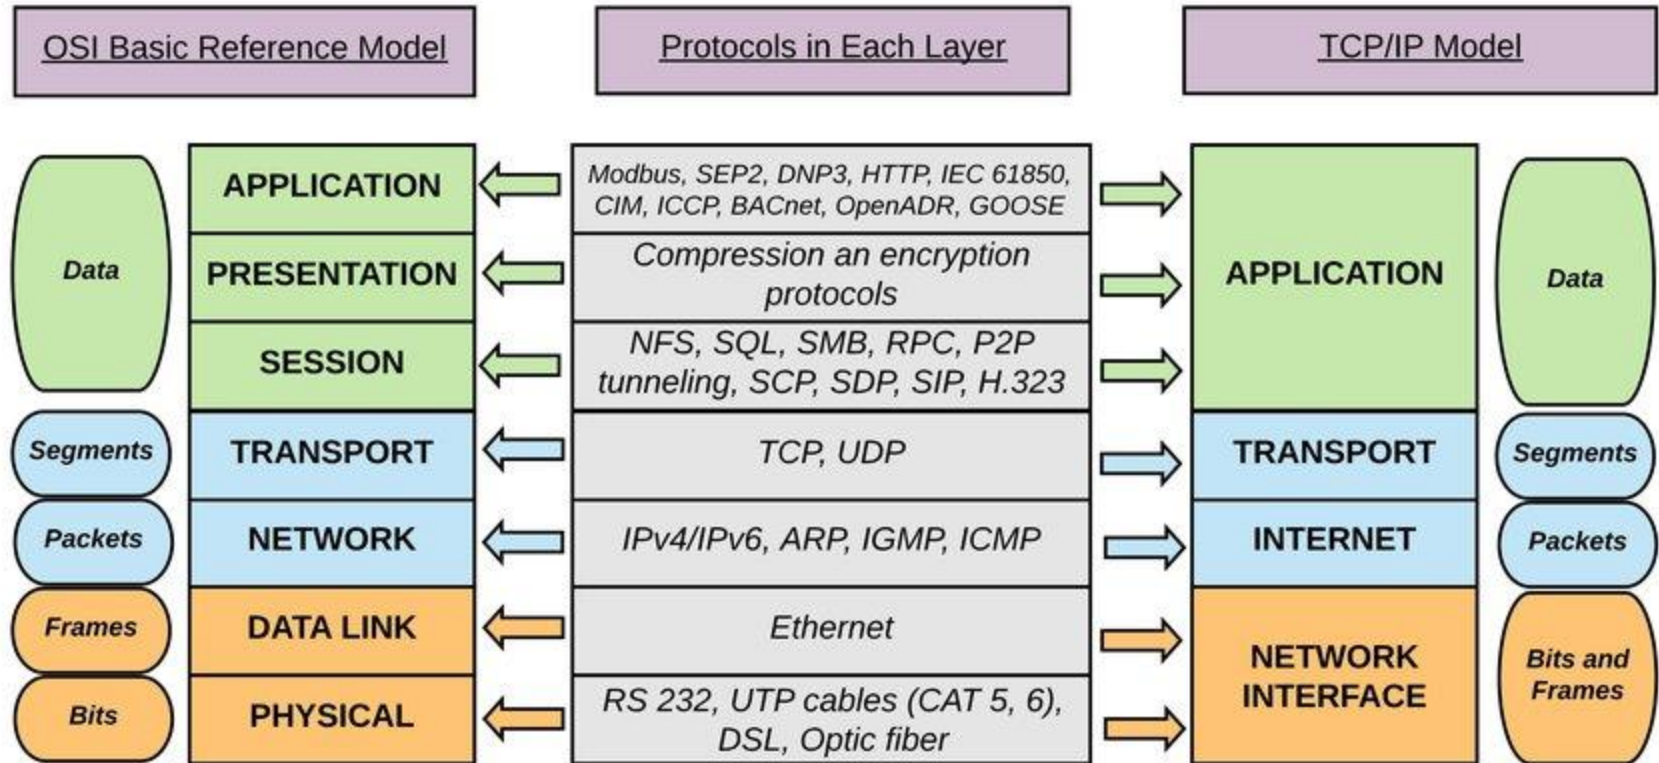 OSI Basic Reference Model
Protocols in Each Layer
TCP/IP Model
Data
APPLICATION
PRESENTATION
SESSION
Segments
TRANSPORT
Packets
NETWORK
Frames
DATA LINK
Bits
PHYSICAL
Modbus, SEP2, DNP3, HTTP, IEC 61850,
CIM, ICCP, BACnet, OpenADR, GOOSE
Compression an encryption
protocols
NFS, SQL, SMB, RPC, P2P
tunneling, SCP, SDP, SIP, H.323
TCP, UDP
IPv4/IPv6, ARP, IGMP, ICMP
Ethernet
RS 232, UTP cables (CAT 5, 6),
DSL, Optic fiber
APPLICATION
Data
TRANSPORT
Segments
INTERNET
Packets
NETWORK
INTERFACE
Bits and
Frames